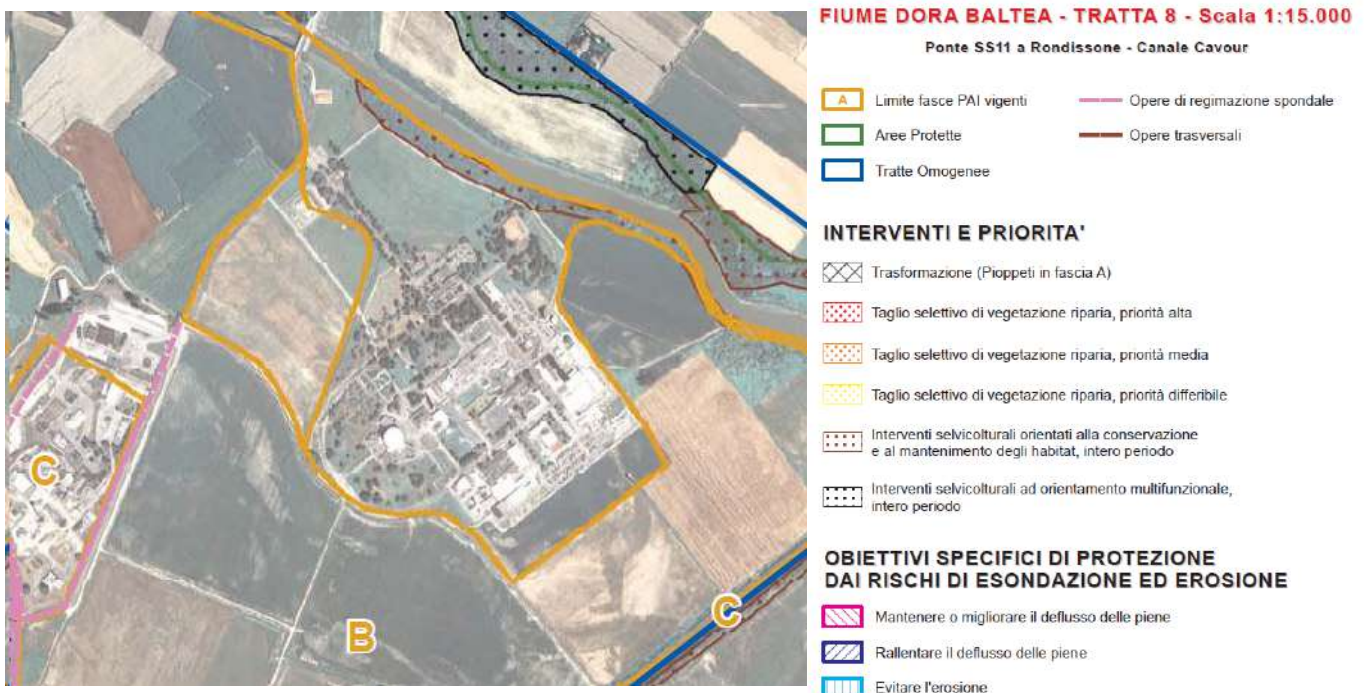 C
B
C
FIUME DORA BALTEA - TRATTA 8 - Scala 1:15.000
Ponte SS11 a Rondissone - Canale Cavour
A Limite fasce PAI vigenti
Opere di regimazione spondale
Aree Protette
Opere trasversali
Tratte Omogenee
INTERVENTI E PRIORITA'
Trasformazione (Pioppeti in fascia A)
Taglio selettivo di vegetazione riparia, priorità alta
Taglio selettivo di vegetazione riparia, priorità media
Taglio selettivo di vegetazione riparia, priorità differibile
Interventi selvicolturali orientati alla conservazione
e al mantenimento degli habitat, intero periodo
Interventi selvicolturali ad orientamento multifunzionale,
intero periodo
OBIETTIVI SPECIFICI DI PROTEZIONE
DAI RISCHI DI ESONDAZIONE ED EROSIONE
Mantenere o migliorare il deflusso delle piene
Rallentare il deflusso delle piene
Evitare l'erosione